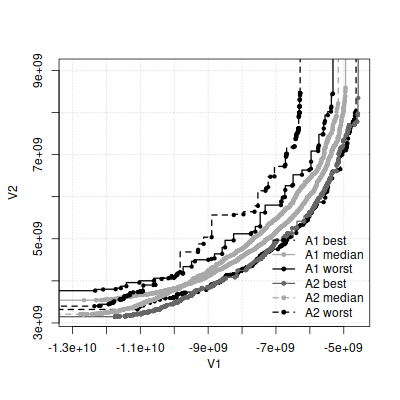 9e+09
7e+09
V2
5e+09
A1 best
A1 median
A1 worst
A2 best
A2 median
A2 worst
3e+09
-1.3e+10 -1.1e+10 -9e+09 -7e+09 -5e+09
V1